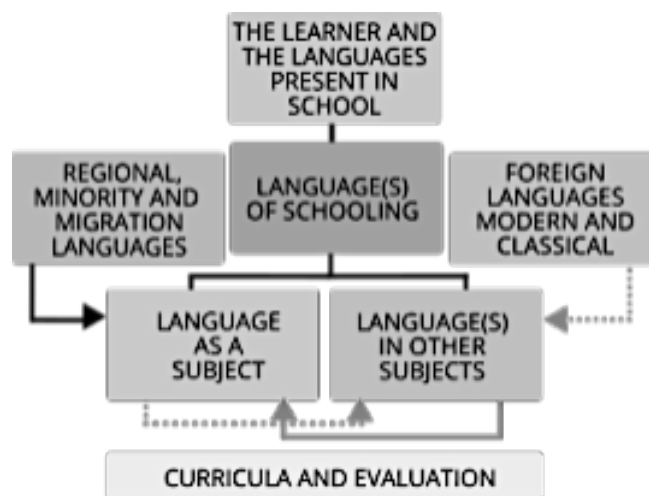 THE LEARNER AND
THE LANGUAGES
PRESENT IN
SCHOOL
REGIONAL,
MINORITY AND
MIGRATION
LANGUAGES
LANGUAGE(S)
OF SCHOOLING
FOREIGN
LANGUAGES
MODERN AND
CLASSICAL
LANGUAGE
AS A
SUBJECT
LANGUAGE(S)
IN OTHER
SUBJECTS
CURRICULA AND EVALUATION